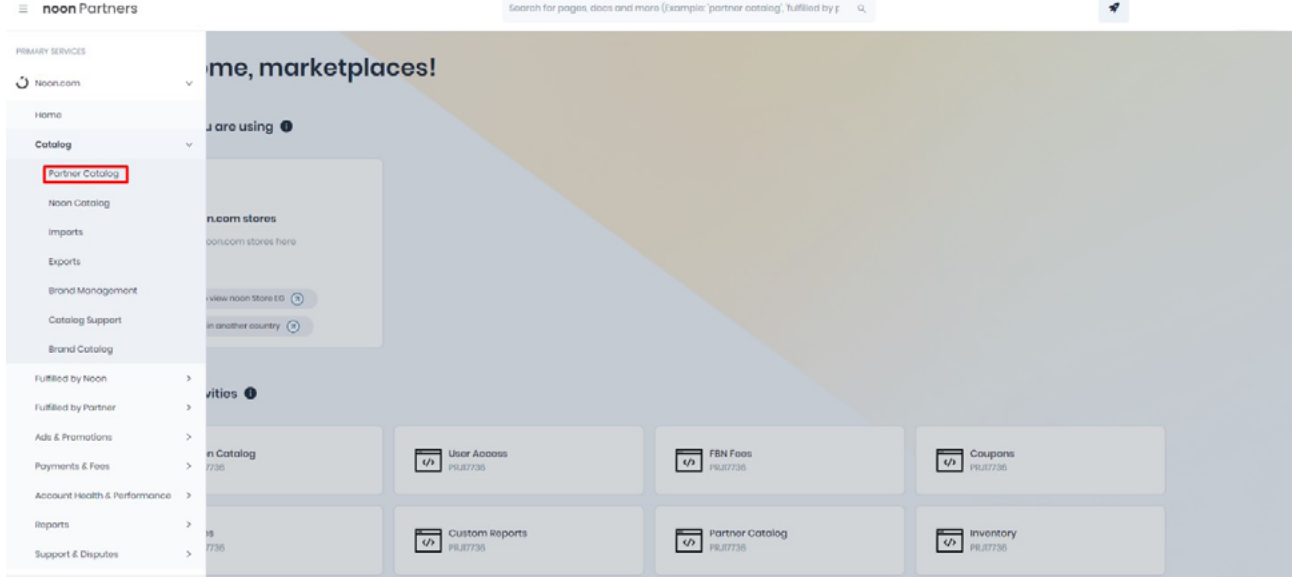 noon Partners
Search for pages, docs and more (Example: 'partner catalog', 'fulfilled by p
PRIMARY SERVICES
Noon.com
Home
Catalog
Partner Catalog
Noon Catalog
Imports
Exports
Brand Management
Catalog Support
Brand Catalog
Fulfilled by Noon
Fulfilled by Partner
Ads & Promotions
Payments & Fees
Account Health & Performance
Reports
Support & Disputes
me, marketplaces!
u are using
n.com stores
oon.com stores here
view noon Store
in another country
vities
n Catalog
7736
User Access
PRJ17736
FBN Fees
PRJ17736
Coupons
PRJ17736
7736
Custom Reports
PRJ17736
Partner Catalog
PRJ17736
Inventory
PRJ17736